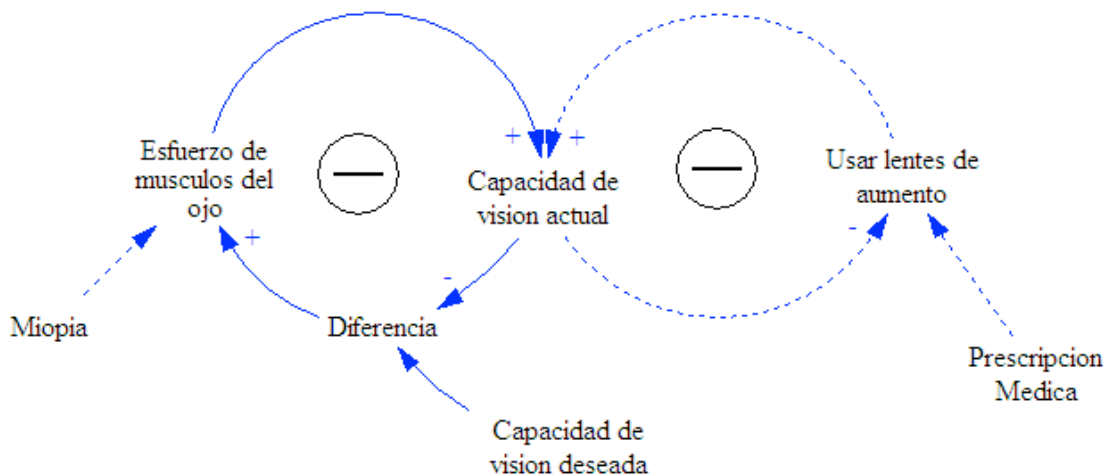 +
+
Esfuerzo de
musculos del
ojo
Capacidad de
vision actual
Usar lentes de
aumento
+
-
-
Miopia
Diferencia
Prescripcion
Medica
Capacidad de
vision deseada